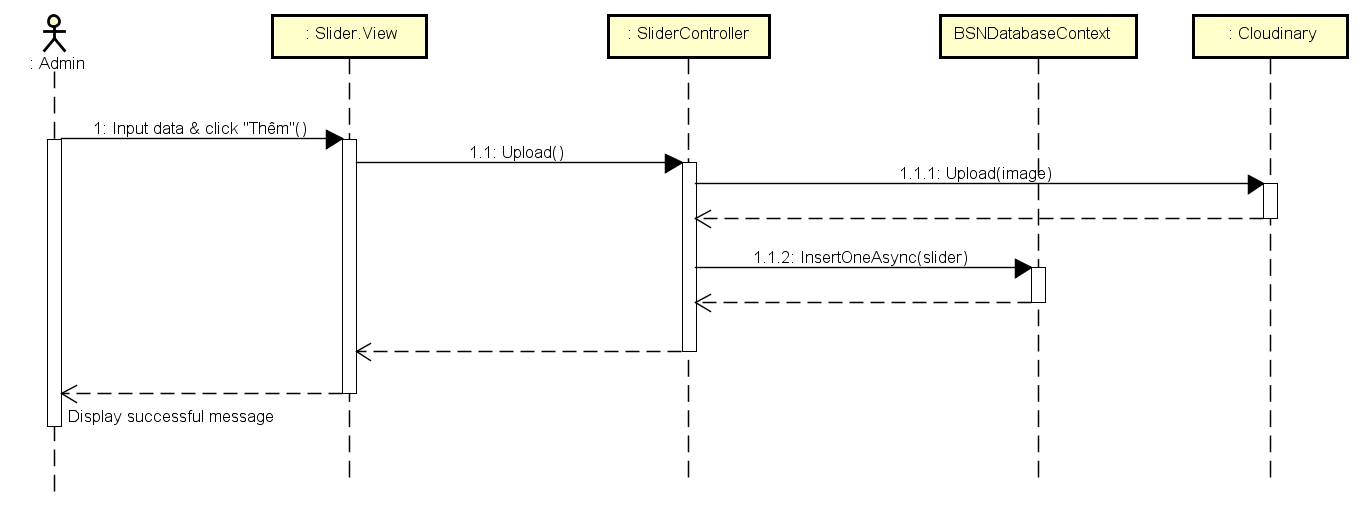 : Slider.View
: SliderController
BSNDatabaseContext
: Cloudinary
: Admin
1: Input data & click "Thêm"()
1.1: Upload()
1.1.1: Upload(image)
1.1.2: InsertOneAsync(slider)
Display successful message